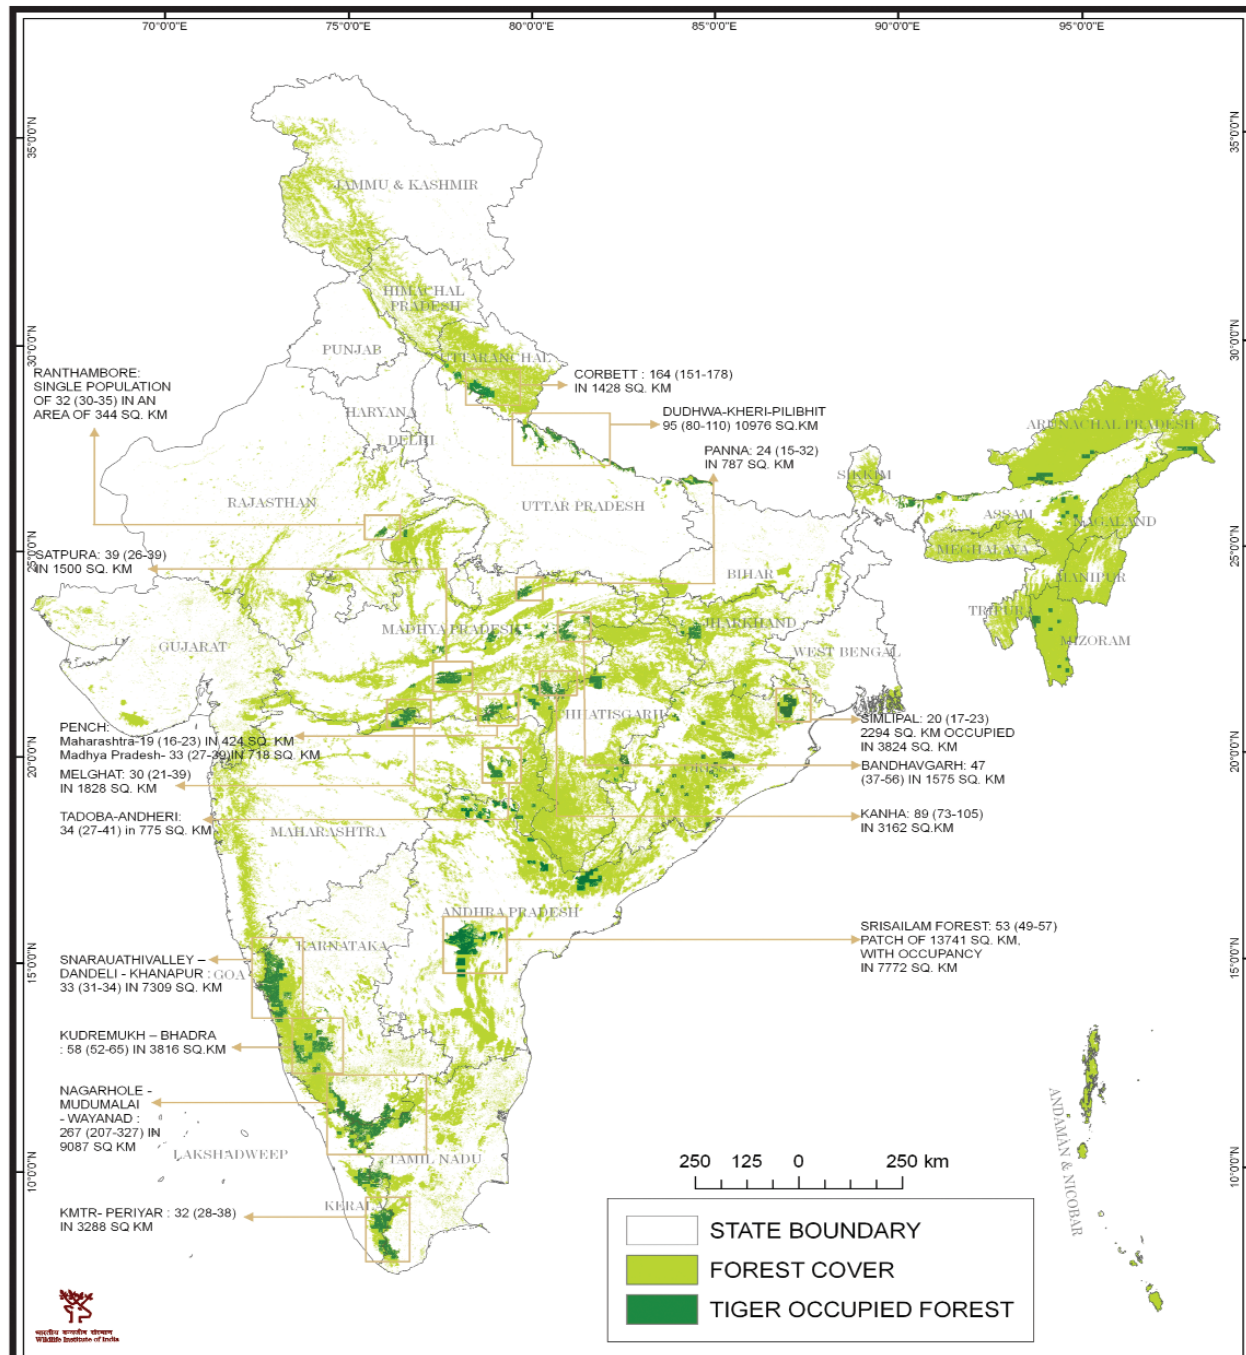 70°0'0"E
75°0'0"E
80°0'0"E
85°0'0"E
90°0'0"E
95°0'0"E
35°0'0"N
35°0'0"N
JAMMU & KASHMIR
HIMACHAL
PRADESH
PUNJAB
UTTARANCHAL
30°0'0"N
30°0'0"N
RANTHAMBORE:
SINGLE POPULATION
OF 32 (30-35) IN AN
AREA OF 344 SQ. KM
CORBETT : 164 (151-178)
IN 1428 SQ. KM
HARYANA
DELHI
DUDHWA-KHERI-PILIBHIT
95 (80-110) 10976 SQ.KM
PANNA: 24 (15-32)
IN 787 SQ. KM
ARUNACHAL PRADESH
SIKKIM
RAJASTHAN
UTTAR PRADESH
ASSAM
NAGALAND
MEGHALAYA
25°0'0"N
25°0'0"N
SATPURA: 39 (26-39)
IN 1500 SQ. KM
BIHAR
MANIPUR
TRIPURA
MIZORAM
GUJARAT
MADHYA PRADESH
JHARKHAND
WEST BENGAL
CHHATISGARH
PENCH:
Maharashtra-19 (16-23) IN 424 SQ. KM
Madhya Pradesh- 33 (27-39)IN 718 SQ. KM
SIMLIPAL: 20 (17-23)
2294 SQ. KM OCCUPIED
IN 3824 SQ. KM
20°0'0"N
20°0'0"N
MELGHAT: 30 (21-39)
IN 1828 SQ. KM
ORISSA
BANDHAVGARH: 47
(37-56) IN 1575 SQ. KM
TADOBA-ANDHERI:
34 (27-41) in 775 SQ. KM
MAHARASHTRA
KANHA: 89 (73-105)
IN 3162 SQ.KM
ANDHRA PRADESH
SRISAILAM FOREST: 53 (49-57)
PATCH OF 13741 SQ. KM,
WITH OCCUPANCY
IN 7772 SQ. KM
KARNATAKA
15°0'0"N
15°0'0"N
SNARAUATHIVALLEY –
DANDELI - KHANAPUR :
33 (31-34) IN 7309 SQ. KM
GOA
KUDREMUKH – BHADRA
: 58 (52-65) IN 3816 SQ.KM
NAGARHOLE -
MUDUMALAI
- WAYANAD :
267 (207-327) IN
9087 SQ KM
LAKSHADWEEP
TAMIL NADU
ANDAMAN & NICOBAR
10°0'0"N
10°0'0"N
KERALA
KMTR- PERIYAR : 32 (28-38)
IN 3288 SQ KM
250 125 0 250 km
STATE BOUNDARY
FOREST COVER
TIGER OCCUPIED FOREST
भारतीय वन्यजीव संस्थान
Wildlife Institute of India